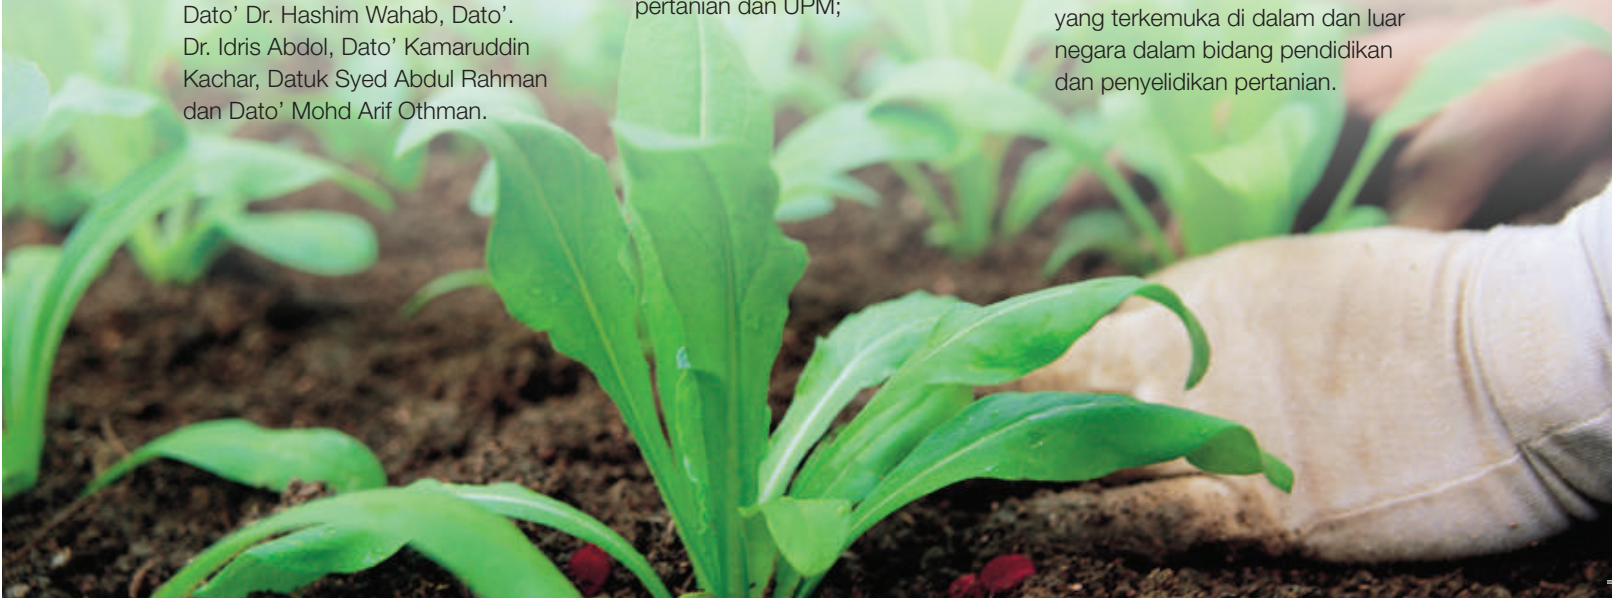 Dato’ Dr. Hashim Wahab, Dato’.
Dr. Idris Abdol, Dato’ Kamaruddin
Kachar, Datuk Syed Abdul Rahman
dan Dato’ Mohd Arif Othman.
pertanian dan UPM;
yang terkemuka di dalam dan luar
negara dalam bidang pendidikan
dan penyelidikan pertanian.